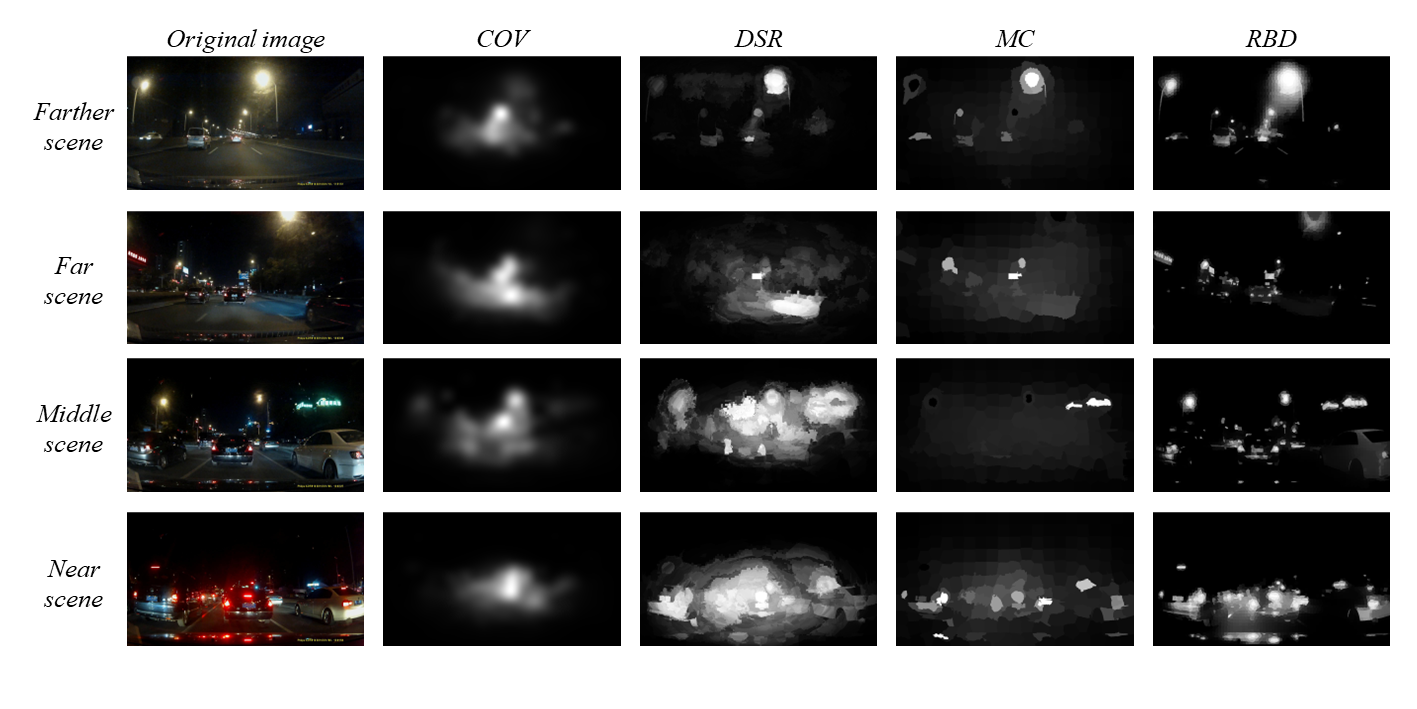 Original image COV DSR MC RBD
Farther
scene
Far
scene
Middle
scene
Near
scene